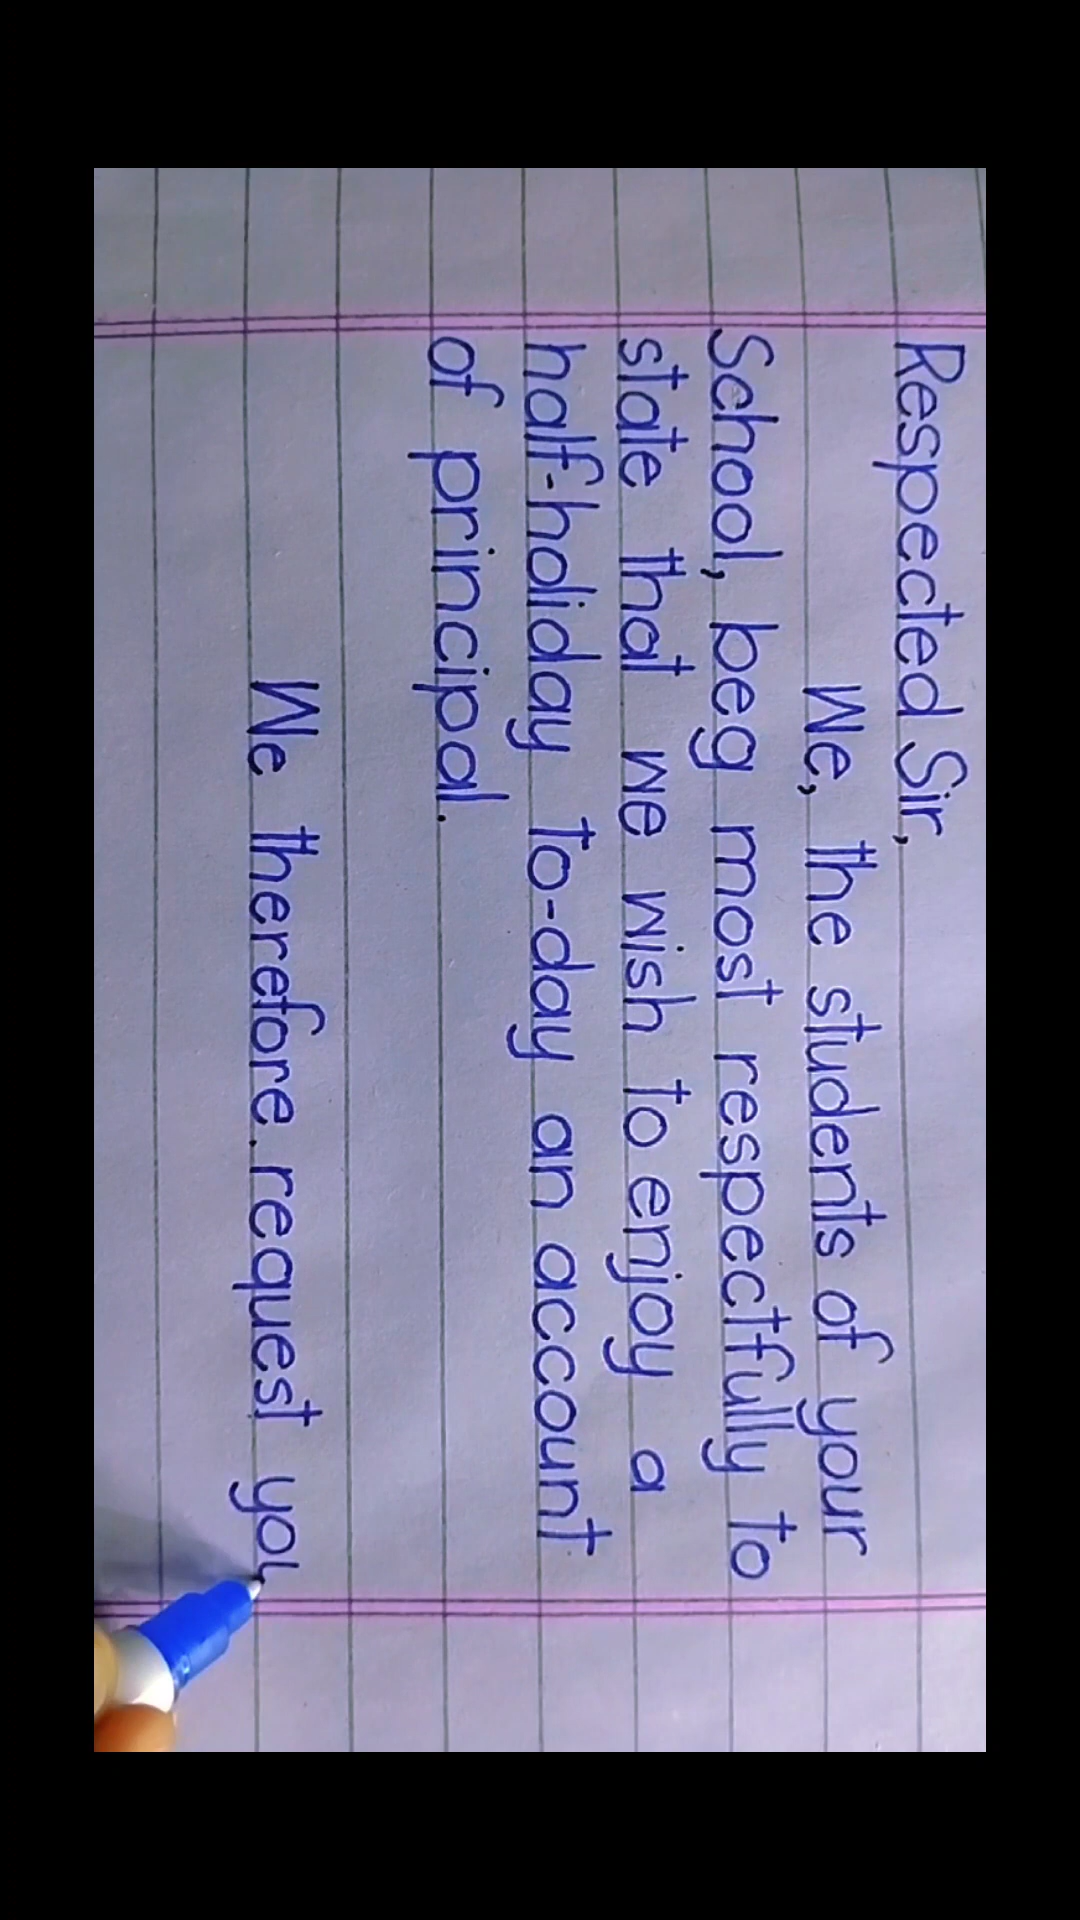 Respected Sir,
We, the students of your
School, beg most respectfully to
state that we wish to enjoy a
half-holiday to-day an account
of principal.
We therefore. request you